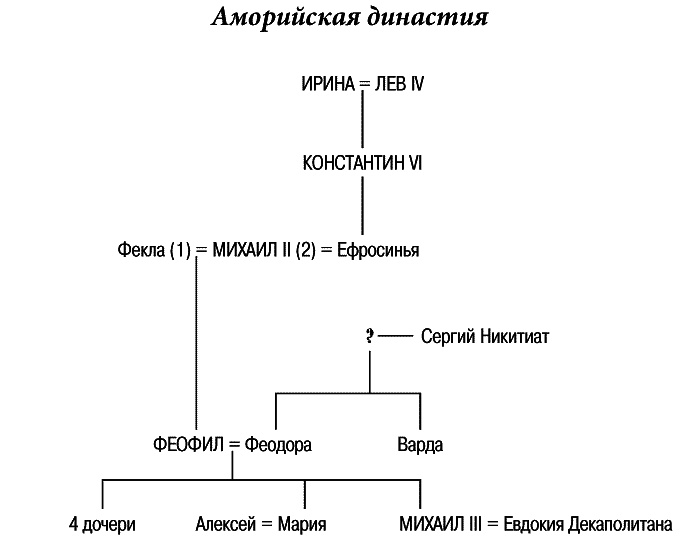 Аморийская династия
ИРИНА = ЛЕВ IV
КОНСТАНТИН VI
Фекла (1) = МИХАИЛ II (2) = Ефросинья
? — Сергий Никитиат
ФЕОФИЛ = Феодора Варда
4 дочери Алексей = Мария МИХАИЛ III = Евдокия Декаполитана